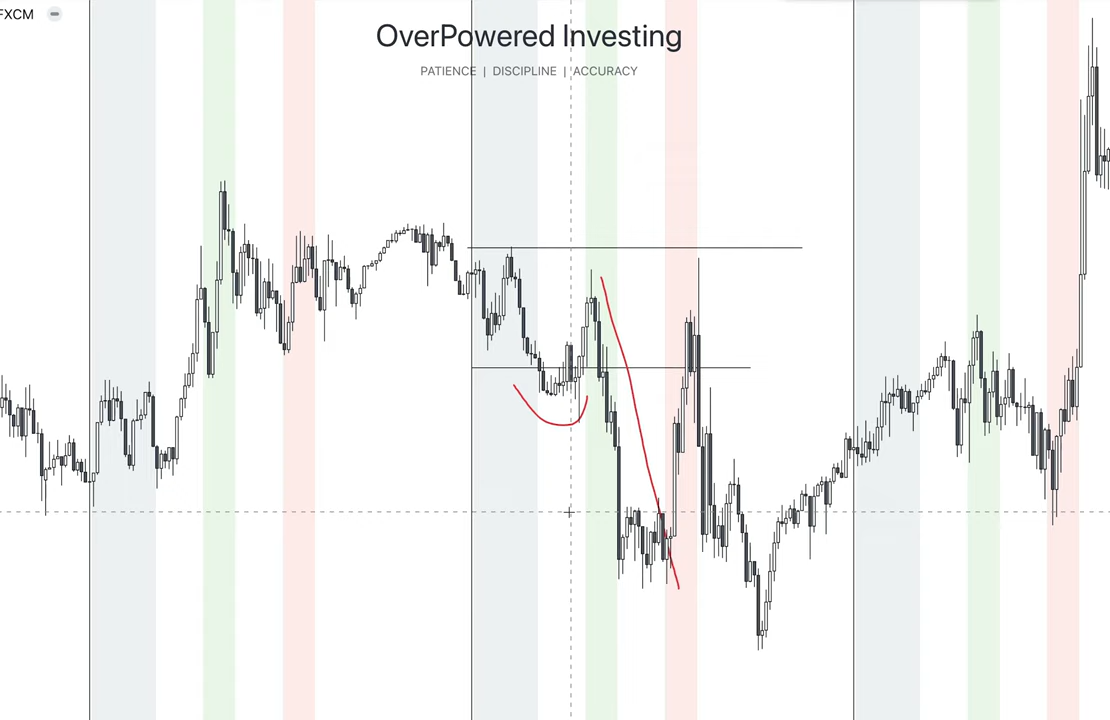 FXCM
OverPowered Investing
PATIENCE | DISCIPLINE | ACCURACY